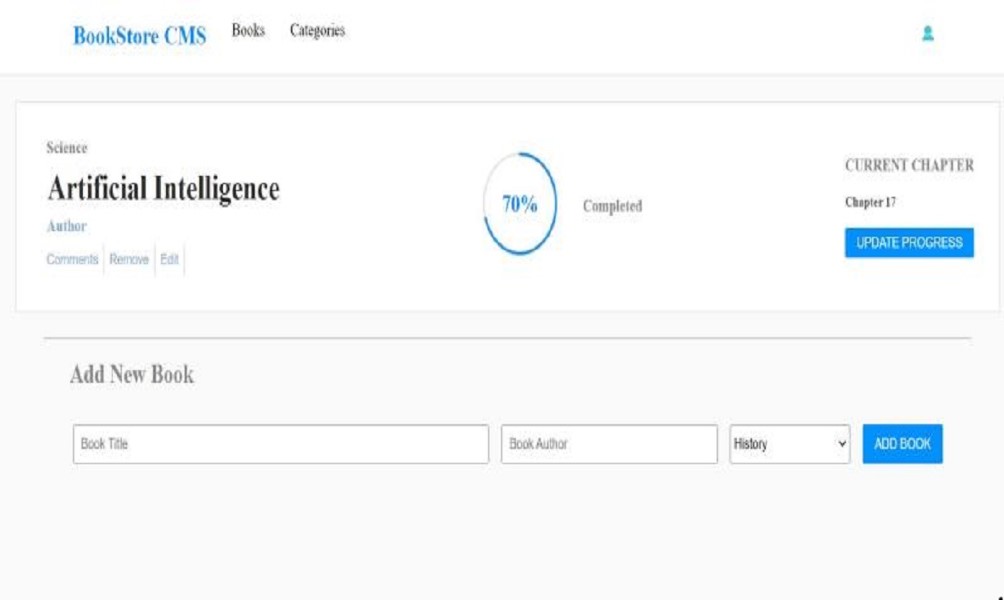 BookStore CMS Books Categories
Science
Artificial Intelligence
Author
Comments Remove Edit
70% Completed
CURRENT CHAPTER
Chapter 17
UPDATE PROGRESS
Add New Book
Book Title Book Author History ADD BOOK